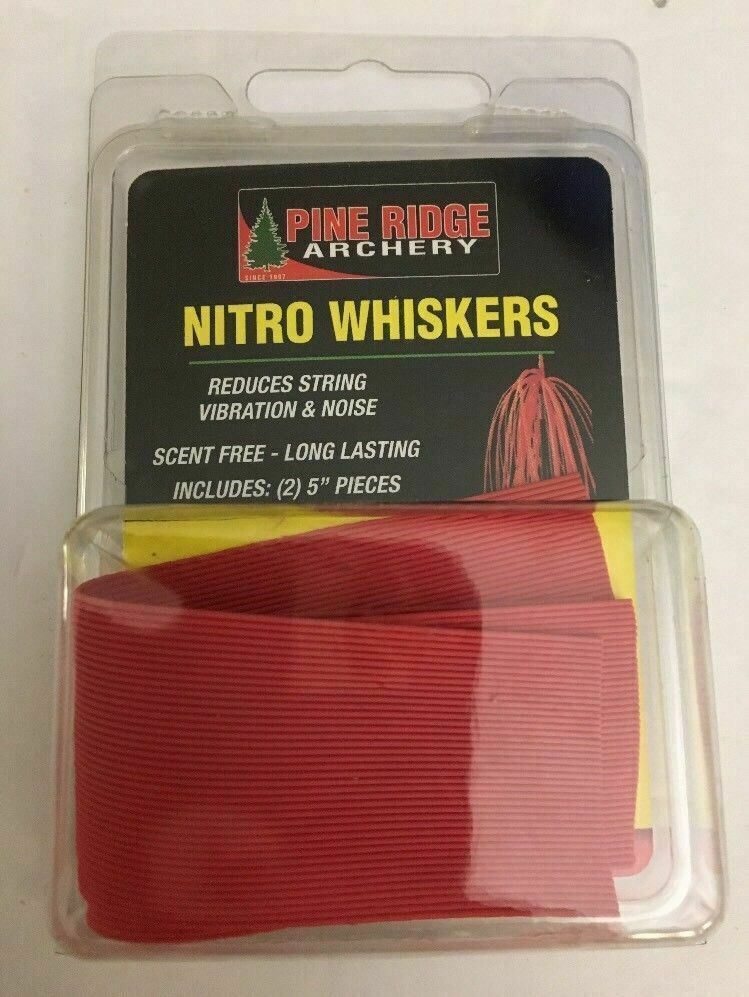 PINE RIDGE
ARCHERY
SINCE 1997
NITRO WHISKERS
REDUCES STRING
VIBRATION & NOISE
SCENT FREE - LONG LASTING
INCLUDES: (2) 5” PIECES